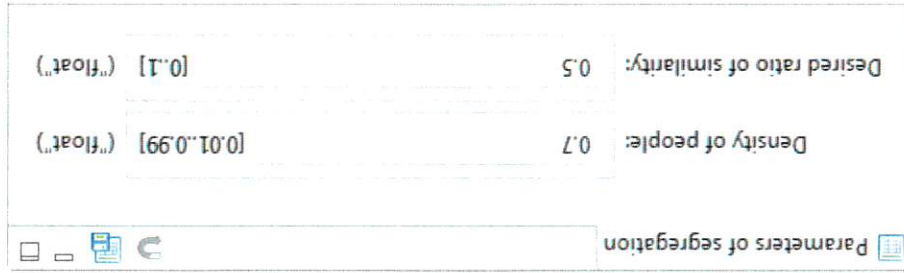 Parameters of segregation
Density of people: 0.7 [0.01..0.99] ("float")
Desired ratio of similarity: 0.5 [0..1] ("float")